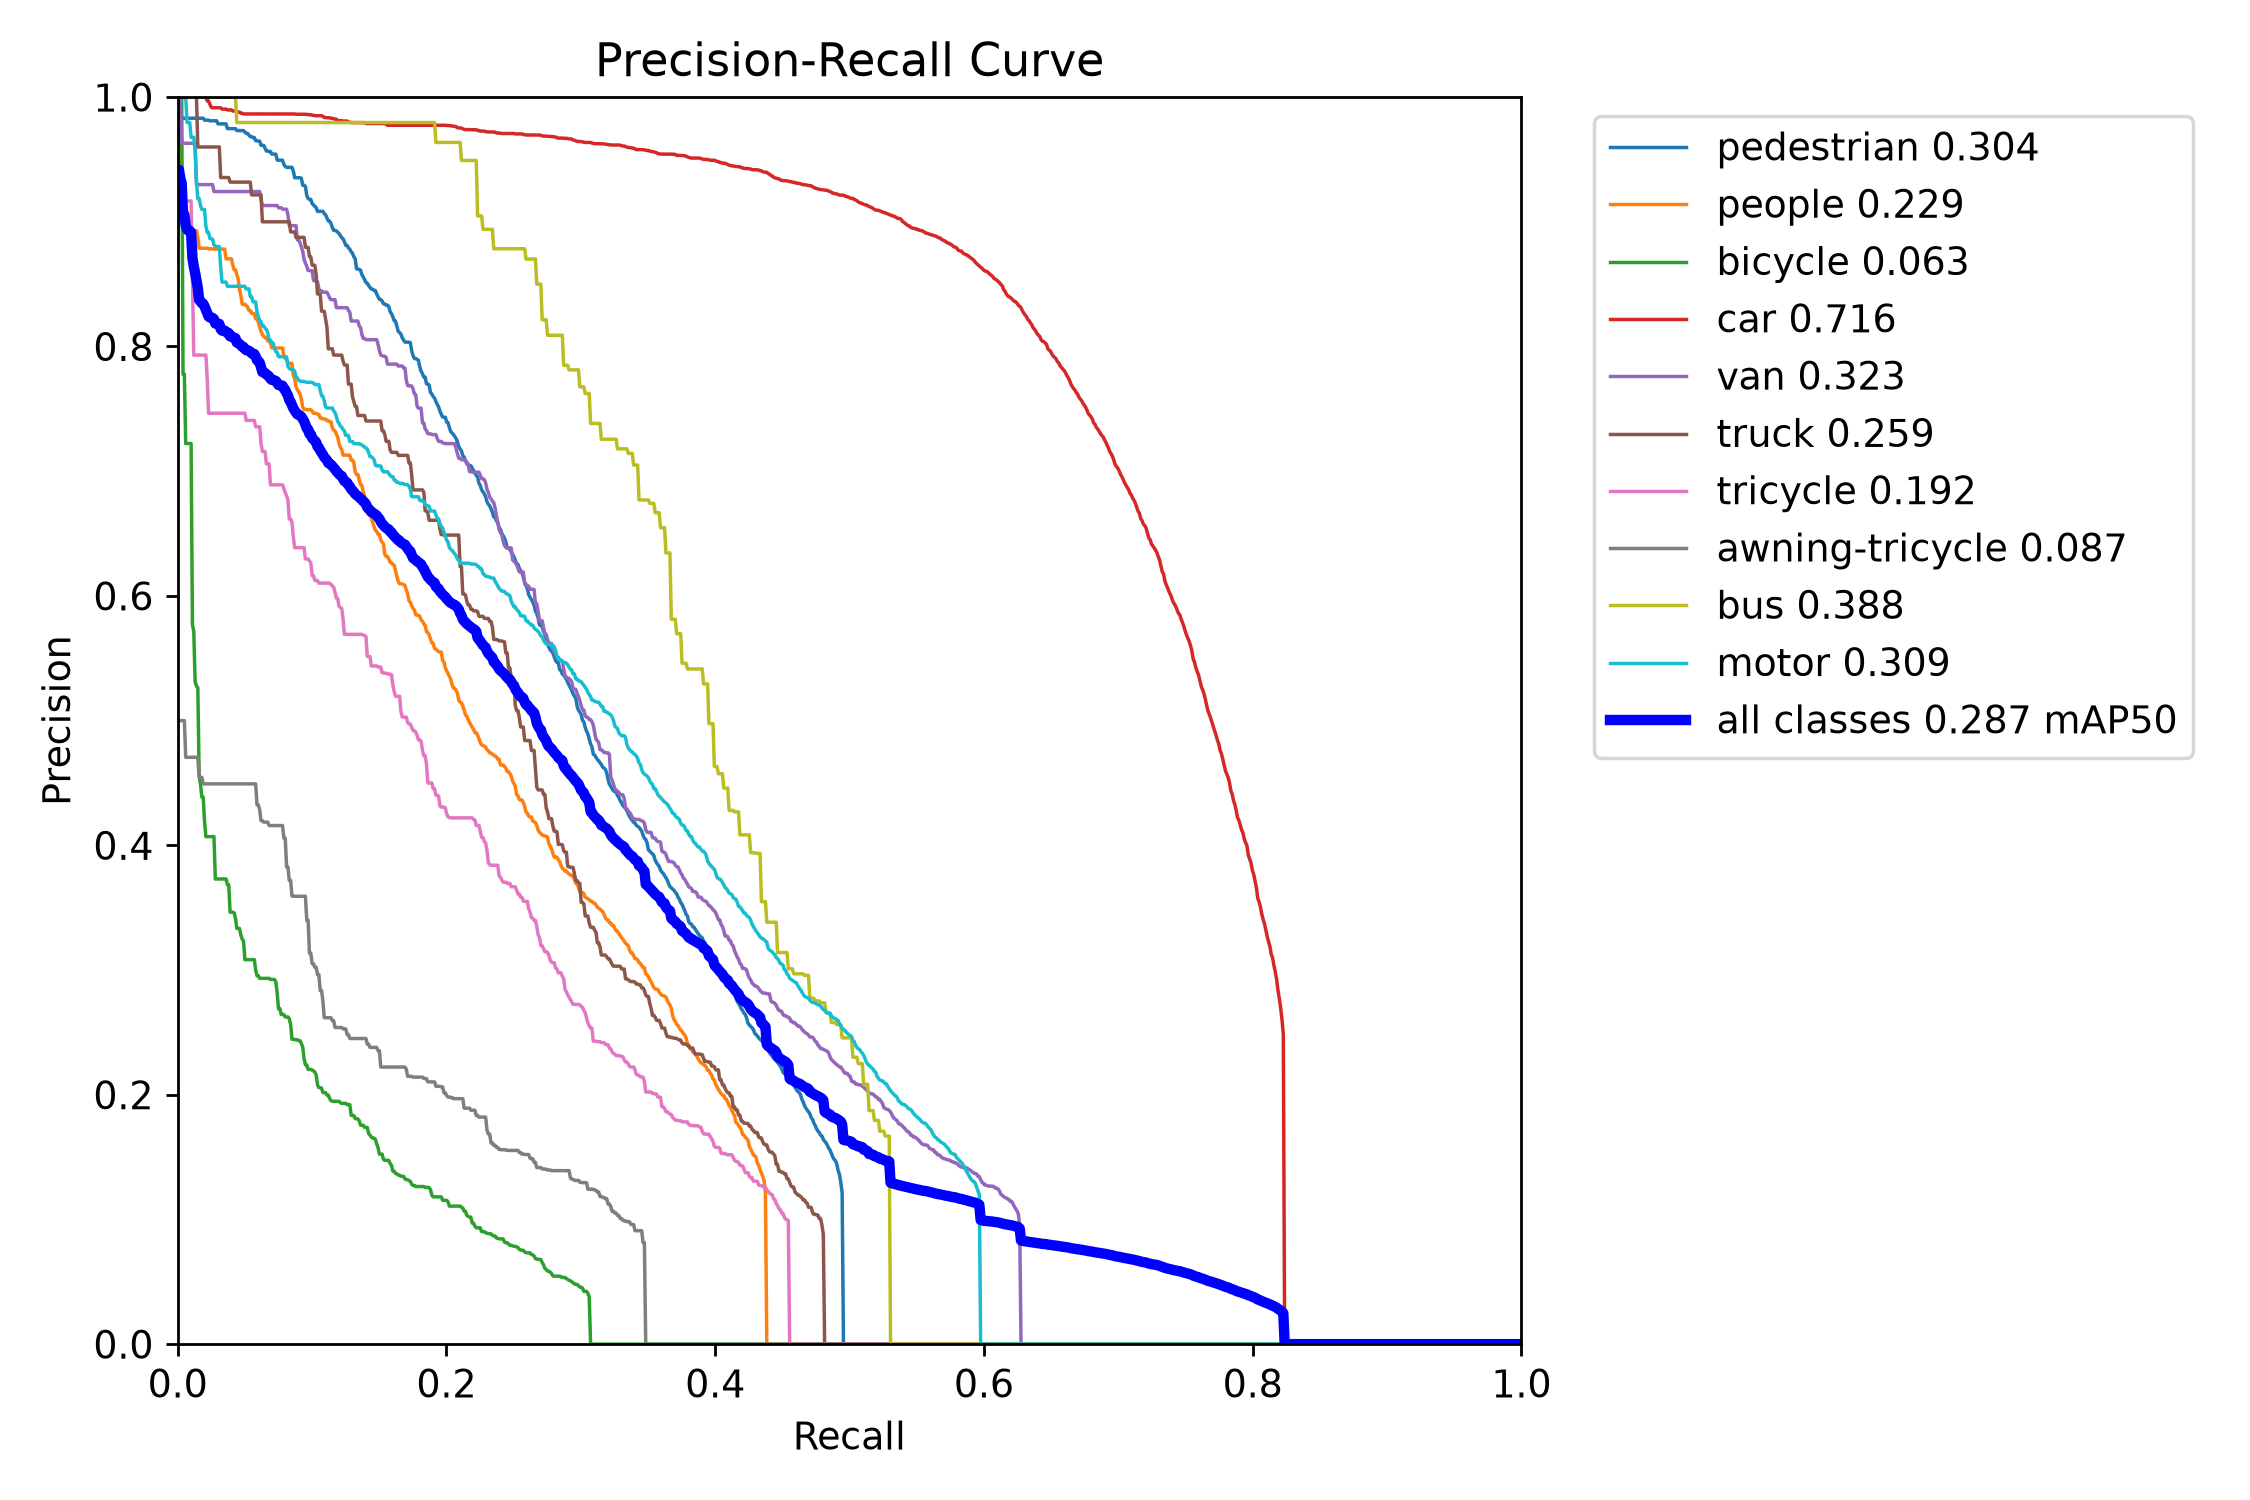 Precision-Recall Curve
1.0
0.8
0.6
0.4
0.2
0.0
Precision
0.0 0.2 0.4 0.6 0.8 1.0
Recall
pedestrian 0.304
people 0.229
bicycle 0.063
car 0.716
van 0.323
truck 0.259
tricycle 0.192
awning-tricycle 0.087
bus 0.388
motor 0.309
all classes 0.287 mAP50